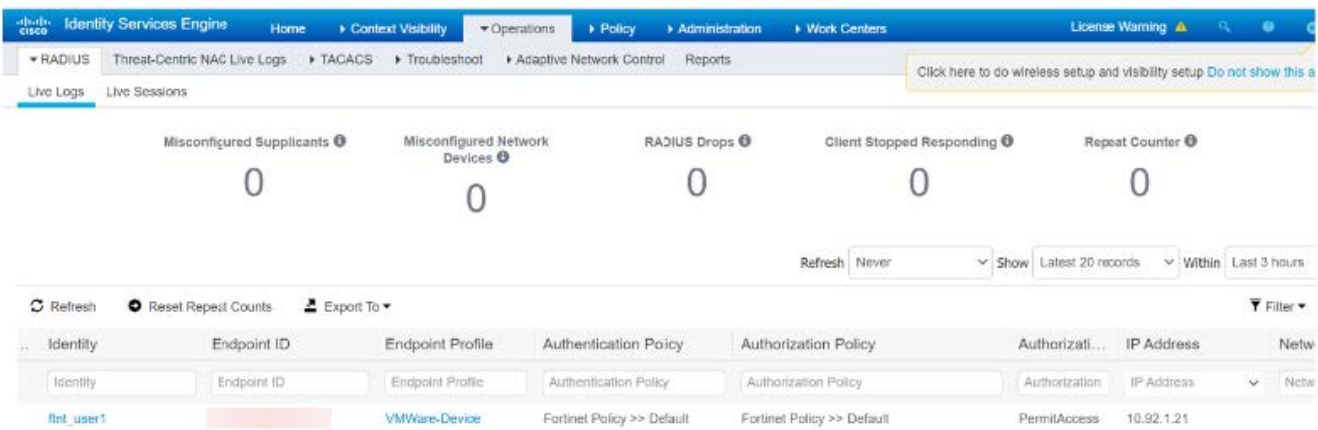 cisco Identity Services Engine Home Context Visibility Operations Policy Administration Work Centers License Warning
RADIUS Threat-Centric NAC Live Logs TACACS Troubleshoot Adaptive Network Control Reports
Click here to do wireless setup and visibility setup Do not show this a
Live Logs Live Sessions
Misconfigured Supplicants Misconfigured Network Devices RADIUS Drops Client Stopped Responding Repeat Counter
0 0 0 0 0
Refresh Never Show Latest 20 records Within Last 3 hours
Refresh Reset Repeat Counts Export To Filter
.. Identity Endpoint ID Endpoint Profile Authentication Policy Authorization Policy Authorizati... IP Address Netw
Identity Endpoint ID Endpoint Profile Authentication Policy Authorization Policy Authorization IP Address Netw
ftnt_user1 VMWare-Device Fortinet Policy >> Default Fortinet Policy >> Default PermitAccess 10.92.1.21